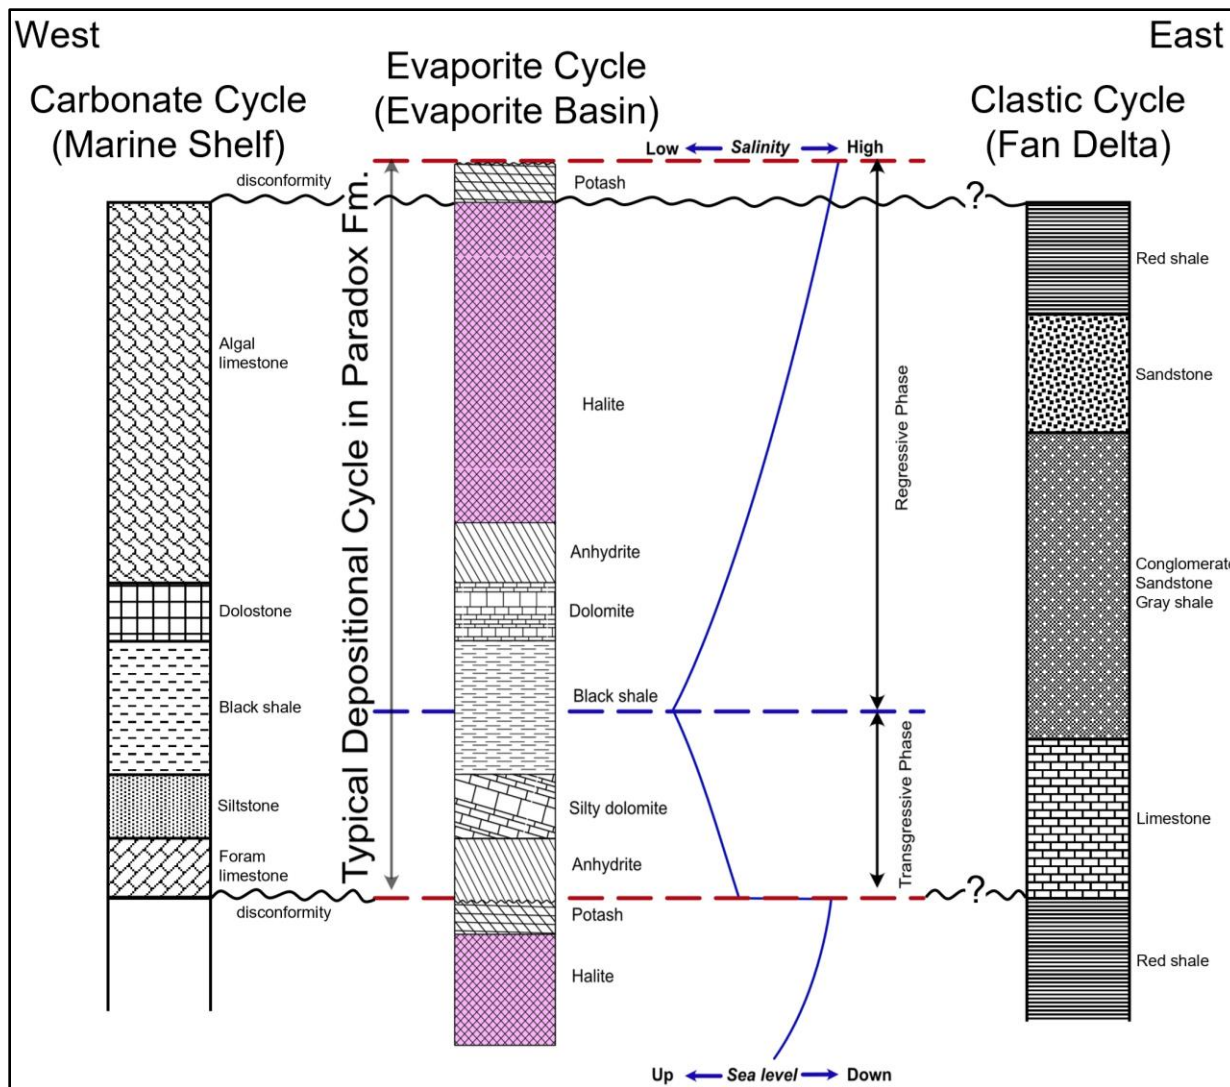 West
East
Carbonate Cycle
(Marine Shelf)
Evaporite Cycle
(Evaporite Basin)
Clastic Cycle
(Fan Delta)
Low Salinity High
disconformity
Potash
?
Typical Depositional Cycle in Paradox Fm.
Algal
limestone
Halite
Regressive Phase
Red shale
Sandstone
Anhydrite
Conglomerate
Sandstone
Gray shale
Dolostone
Dolomite
Black shale
Black shale
Siltstone
Silty dolomite
Transgressive Phase
Limestone
Foram
limestone
Anhydrite
?
disconformity
Potash
Halite
Red shale
Up Sea level Down